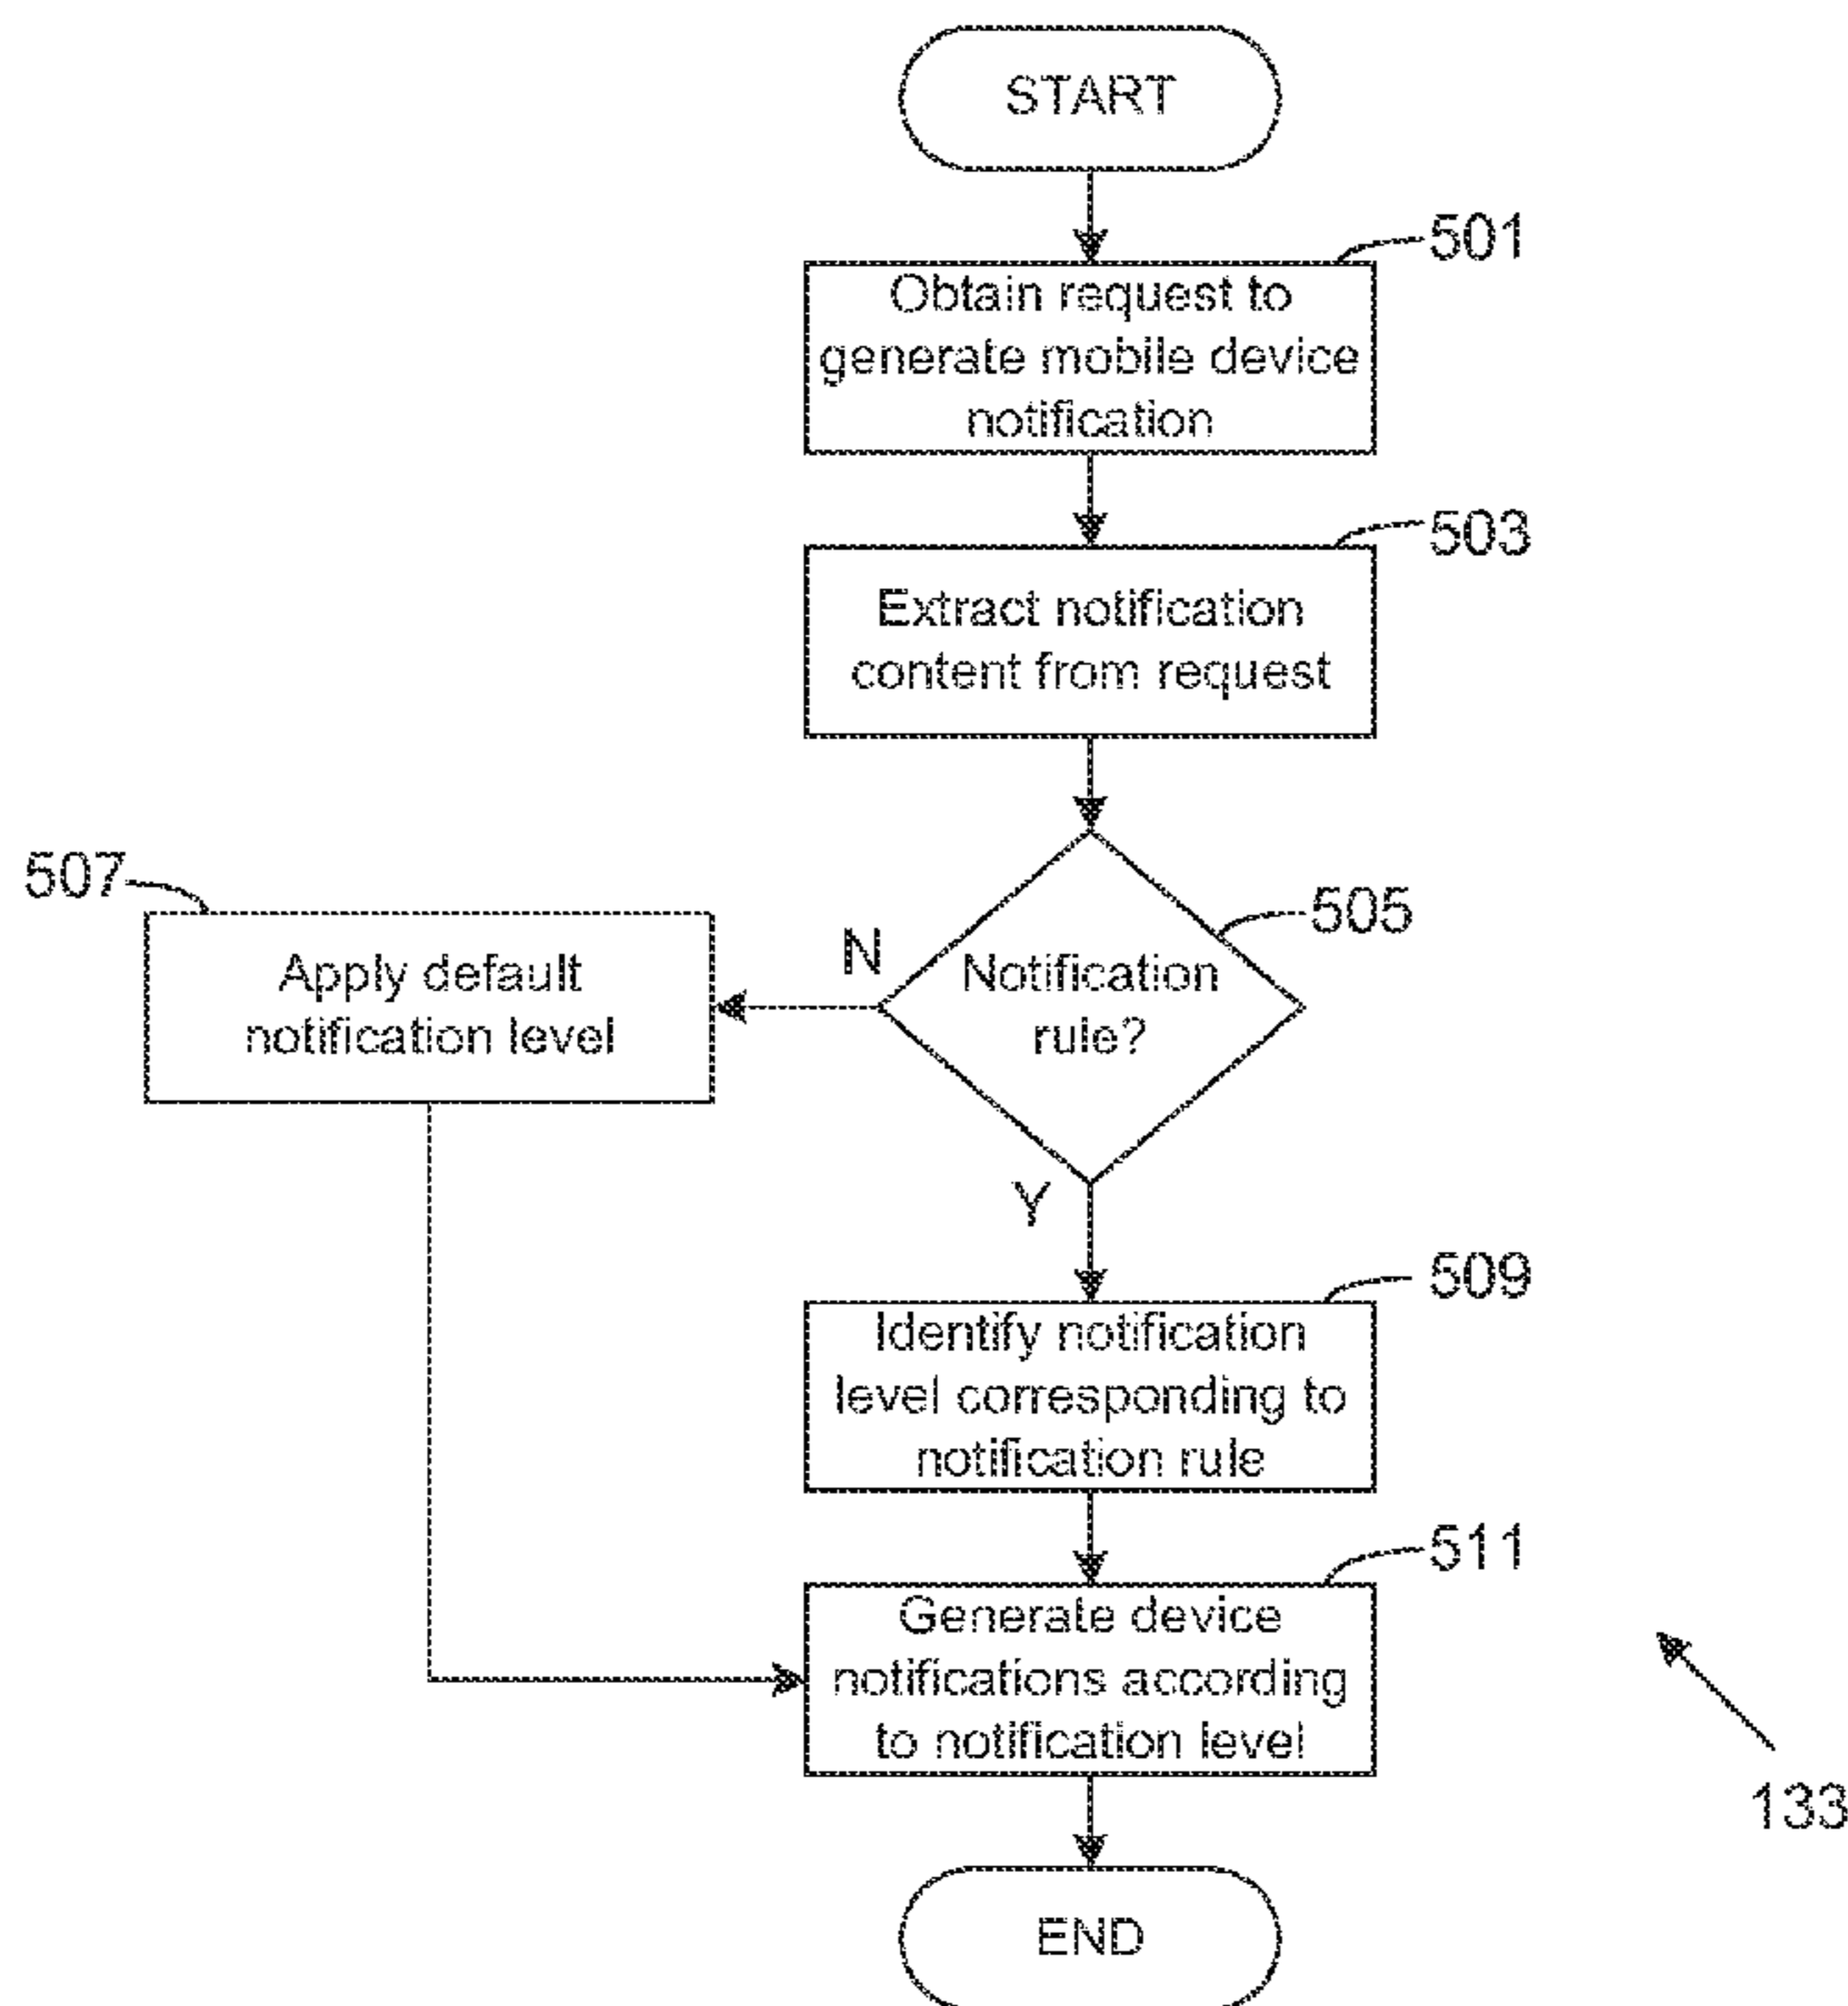 START
501
Obtain request to
generate mobile device
notification
503
Extract notification
content from request
507
Apply default
notification level
N
505
Notification
rule?
Y
509
Identify notification
level corresponding to
notification rule
511
Generate device
notifications according
to notification level
133
END